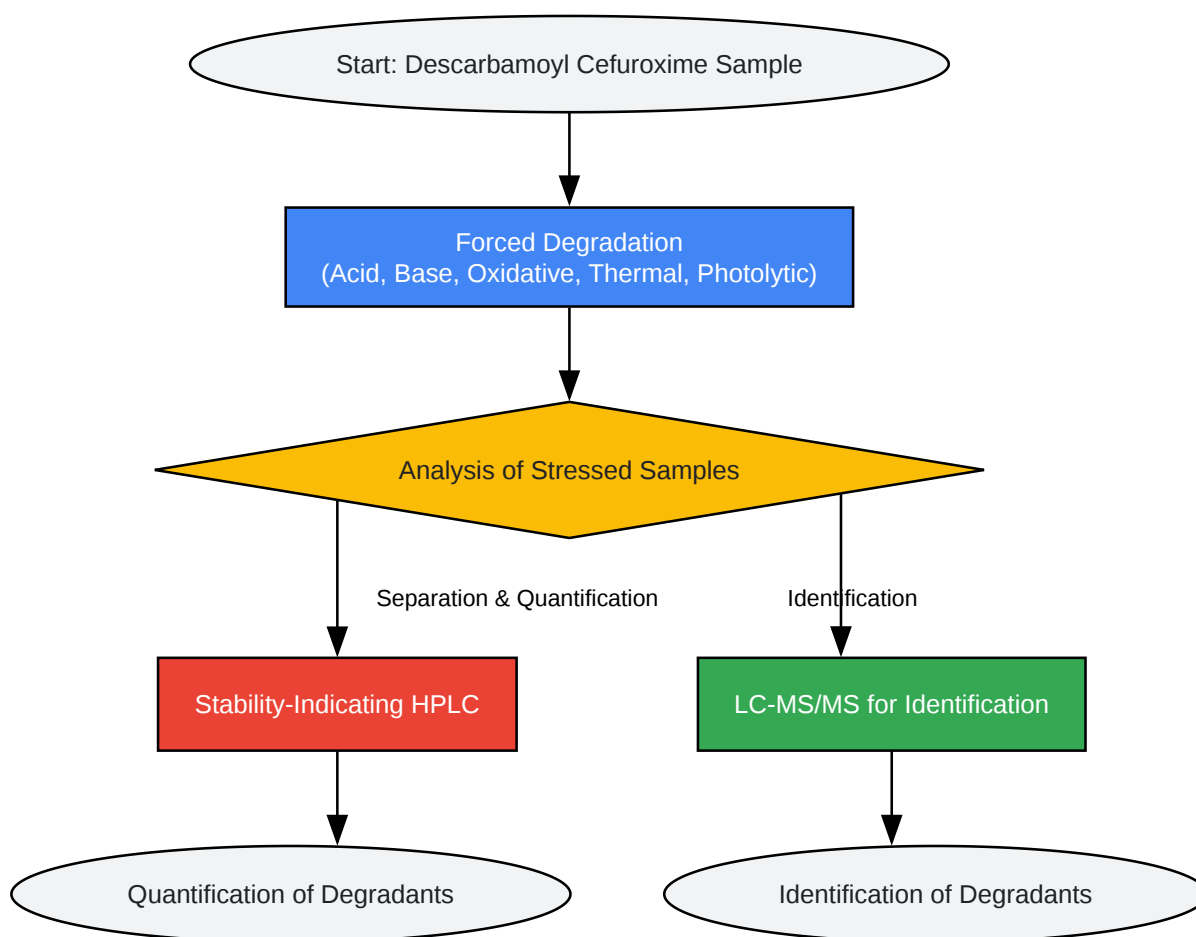 Start: Descarbamoyl Cefuroxime Sample
Forced Degradation
(Acid, Base, Oxidative, Thermal, Photolytic)
Analysis of Stressed Samples
Separation & Quantification
Identification
Stability-Indicating HPLC
LC-MS/MS for Identification
Quantification of Degradants
Identification of Degradants